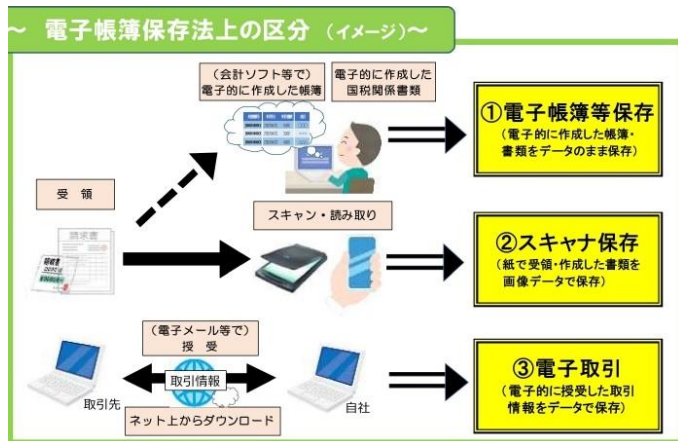 ～ 電子帳簿保存法上の区分 （イメージ）～
（会計ソフト等で）
電子的に作成した帳簿
電子的に作成した
国税関係書類
①電子帳簿等保存
（電子的に作成した帳簿・
書類をデータのまま保存）
受 領
請求書
領収書
スキャン・読み取り
②スキャナ保存
（紙で受領・作成した書類を
画像データで保存）
（電子メール等で）
授 受
取引情報
取引先
自社
ネット上からダウンロード
③電子取引
（電子的に授受した取引
情報をデータで保存）